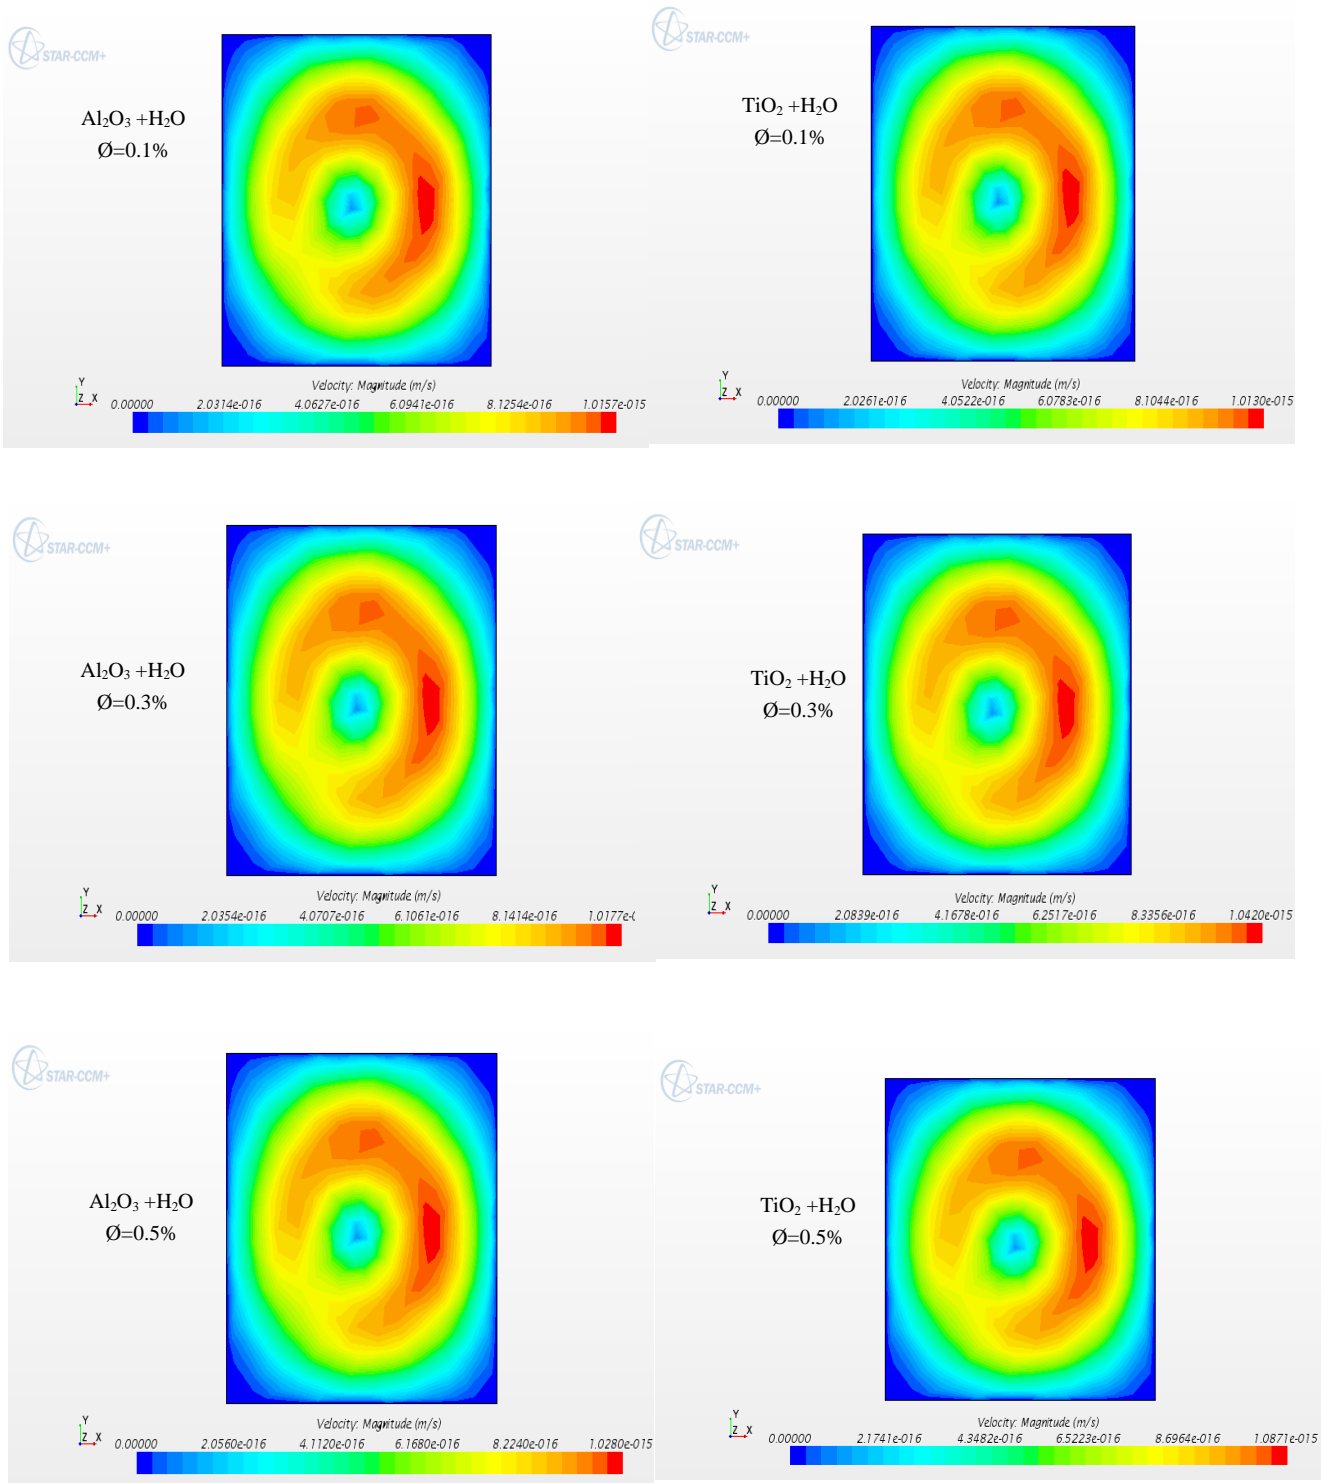 STAR-CCM+
Al₂O₃ +H₂O
Ø=0.1%
Velocity: Magnitude (m/s)
Y
Z X
0.00000 2.0314e-016 4.0627e-016 6.0941e-016 8.1254e-016 1.0157e-015
STAR-CCM+
TiO₂ +H₂O
Ø=0.1%
Velocity: Magnitude (m/s)
Y
Z X
0.00000 2.0261e-016 4.0522e-016 6.0783e-016 8.1044e-016 1.0130e-015
STAR-CCM+
Al₂O₃ +H₂O
Ø=0.3%
Velocity: Magnitude (m/s)
Y
Z X
0.00000 2.0354e-016 4.0707e-016 6.1061e-016 8.1414e-016 1.0177e-(
STAR-CCM+
TiO₂ +H₂O
Ø=0.3%
Velocity: Magnitude (m/s)
Y
Z X
0.00000 2.0839e-016 4.1678e-016 6.2517e-016 8.3356e-016 1.0420e-015
STAR-CCM+
Al₂O₃ +H₂O
Ø=0.5%
Velocity: Magnitude (m/s)
Y
Z X
0.00000 2.0560e-016 4.1120e-016 6.1680e-016 8.2240e-016 1.0280e-015
STAR-CCM+
TiO₂ +H₂O
Ø=0.5%
Velocity: Magnitude (m/s)
Y
Z X
0.00000 2.1741e-016 4.3482e-016 6.5223e-016 8.6964e-016 1.0871e-015